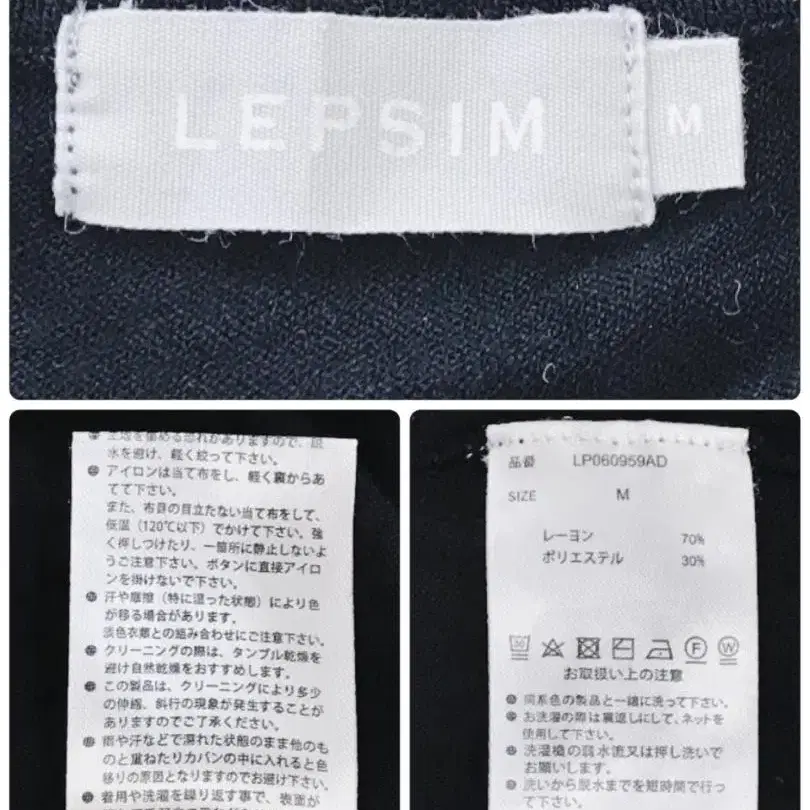 LEPSIM
M
水を避け、軽く絞って下さい。
アイロンは当て布をし、軽く裏からあ
てて下さい。
また、布目の目立たない当て布をして、
低温（120℃以下）でかけて下さい。強
く押しつけたり、一箇所に静止しないよ
うご注意下さい。ボタンに直接アイロ
ンを掛けないで下さい。
汗や摩擦（特に湿った状態）により色
が移る場合があります。
淡色衣類との組み合わせにご注意下さい。
クリーニングの際は、タンブル乾燥を
避け自然乾燥をおすすめします。
この製品は、クリーニングにより多少
の伸縮、斜行の現象が発生することが
ありますのでご了承ください。
雨や汗などで濡れた状態のまま他のも
のと重ねたりカバンの中に入れると色
移りの原因となりますのでお避け下さい。
着用や洗濯を繰り返す事で、表面が
品番 LP060959AD
SIZE M
レーヨン 70%
ポリエステル 30%
F W
お取扱い上の注意
同系色の製品と一緒に洗って下さい。
お洗濯の際は裏返しにして、ネットを
使用して下さい。
洗濯機の弱水流又は押し洗いで
お願いします。
洗いから脱水までを短時間で行っ
て下さい。